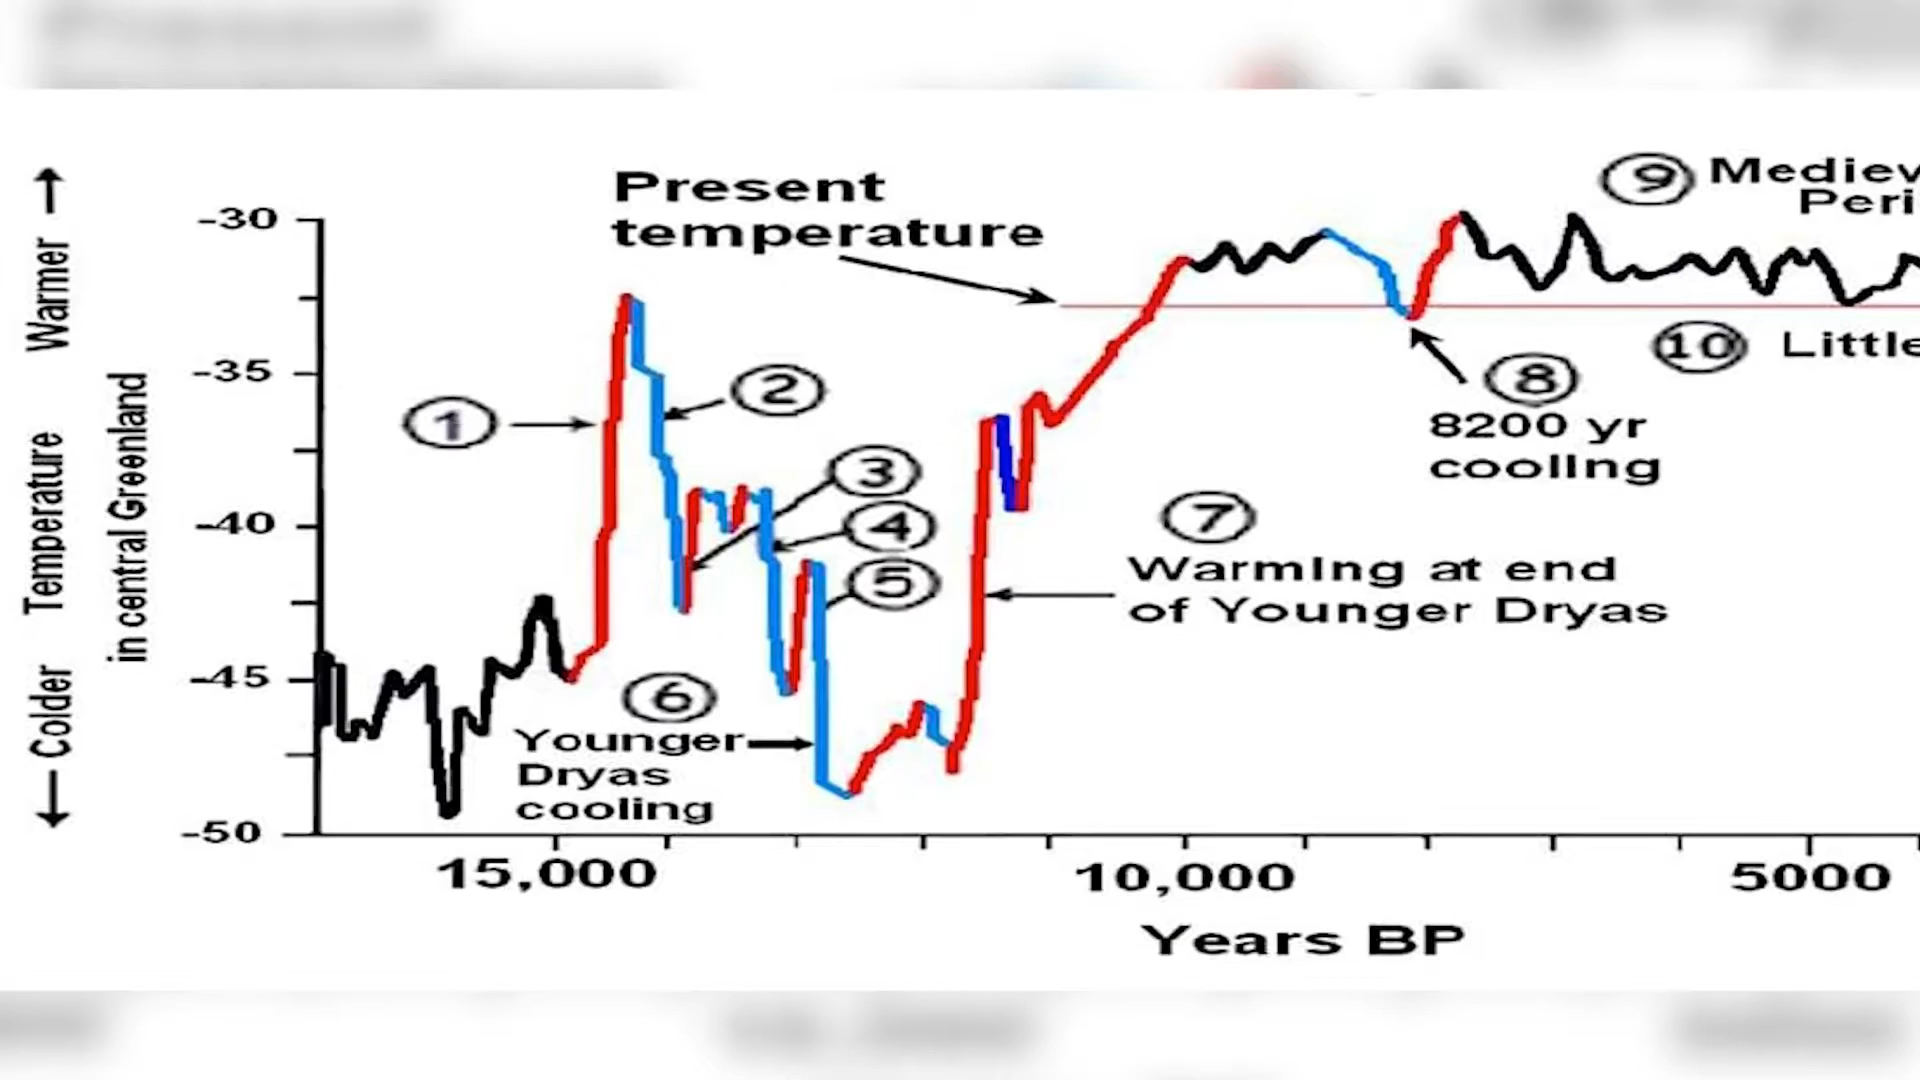 Present
temperature
9 Mediev
Peri
-30
-35
-40
-45
-50
← Colder Temperature Warmer →
in central Greenland
1
2
3
4
5
6
Younger
Dryas
cooling
7
Warming at end
of Younger Dryas
8
8200 yr
cooling
10 Little
15,000
10,000
5000
Years BP